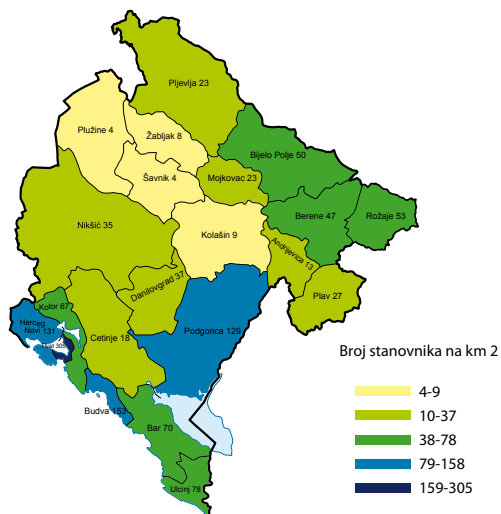 Pljevlja 23
Plužine 4
Žabljak 8
Bijelo Polje 50
Šavnik 4
Mojkovac 23
Berene 47
Rožaje 53
Nikšić 35
Kolašin 9
Andrijevica 13
Danilovgrad 37
Plav 27
Kotor 67
Herceg
Novi 131
Podgorica 129
Cetinje 18
Tivat 305
Budva 153
Bar 70
Ulcinj 78
Broj stanovnika na km 2
4-9
10-37
38-78
79-158
159-305